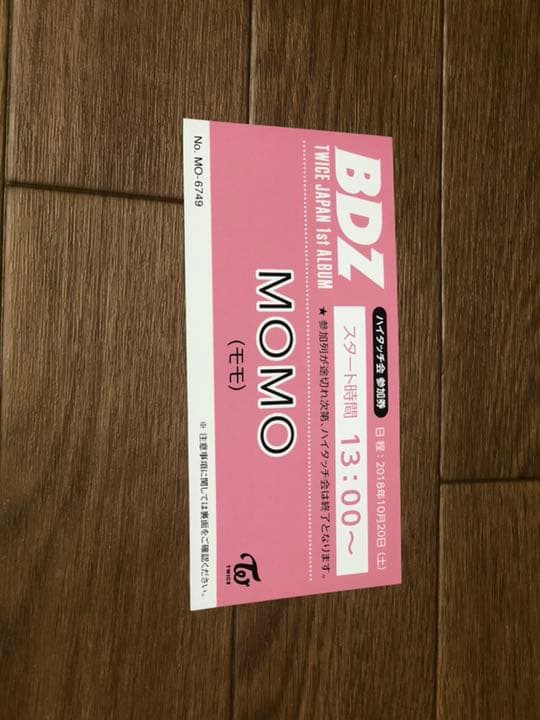 BDZ
TWICE JAPAN 1st ALBUM
ハイタッチ会 参加券
日 程：2018年10月20日（土）
スタート時間 13:00～
★ 参加列が途切れ次第、ハイタッチ会は終了となります。
MOMO
(モモ)
TWICE
No. MO- 6749
※ 注意事項に関しては裏面をご確認ください。